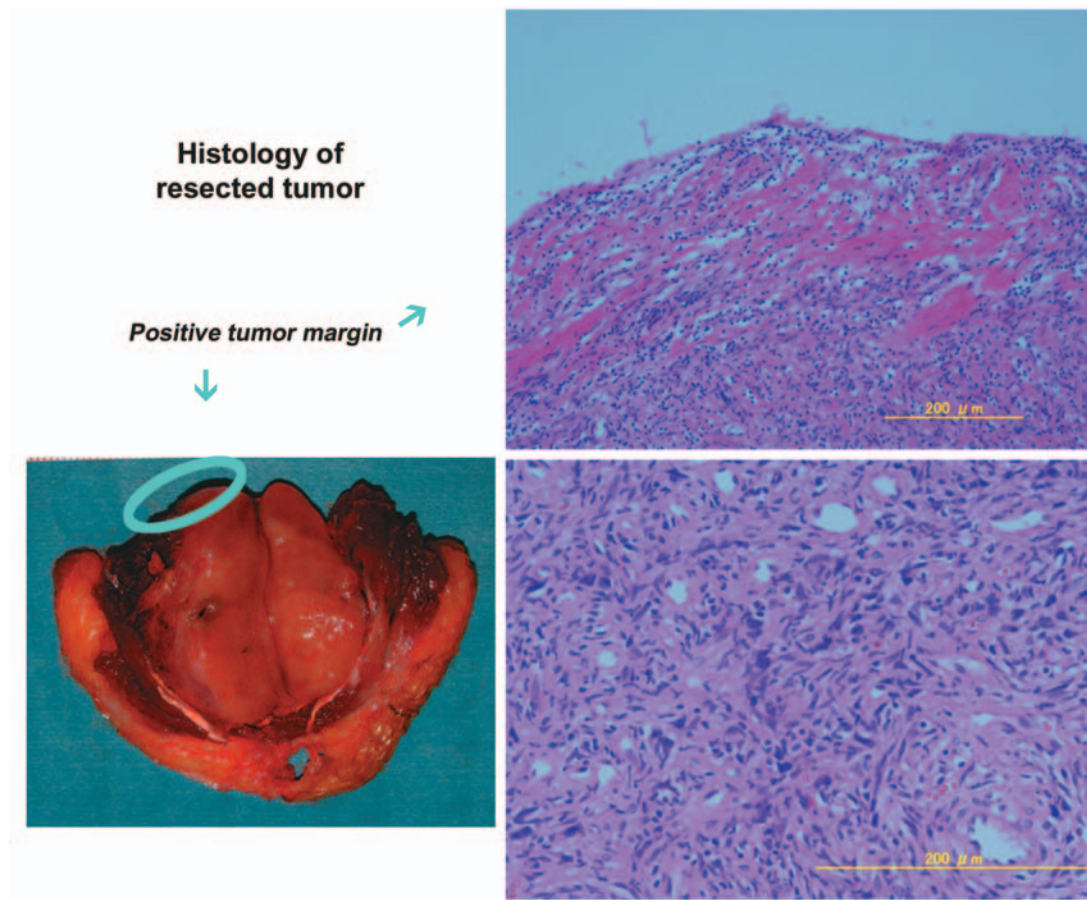 Histology of
resected tumor
Positive tumor margin
200 μm
200 μm